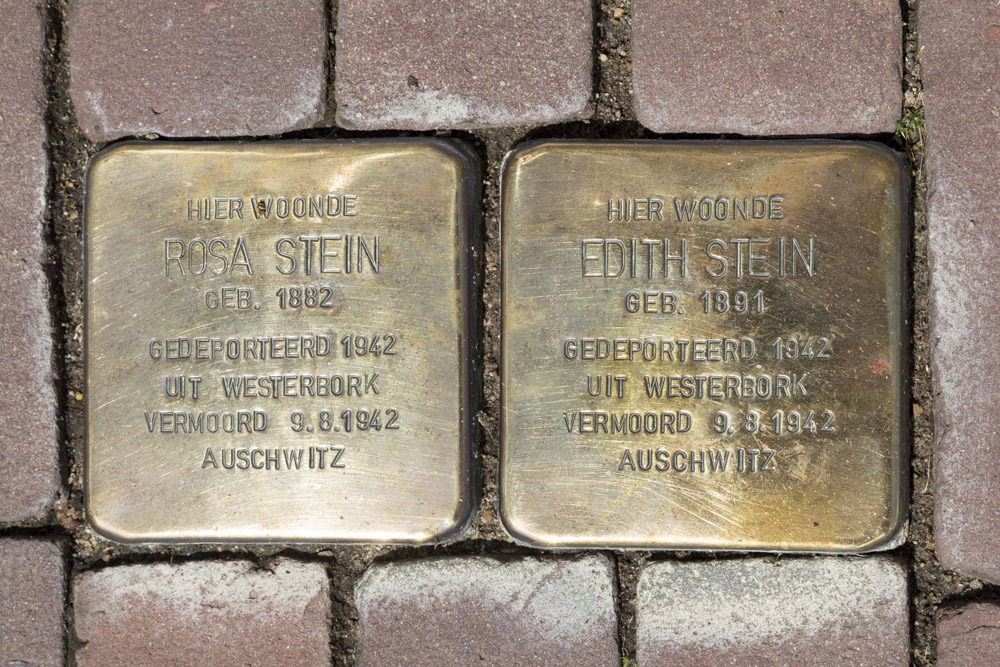 HIER WOONDE
ROSA STEIN
GEB. 1882
GEDEPORTEERD 1942
UIT WESTERBORK
VERMOORD 9.8.1942
AUSCHWITZ
HIER WOONDE
EDITH STEIN
GEB. 1891
GEDEPORTEERD 1942
UIT WESTERBORK
VERMOORD 9.8.1942
AUSCHWITZ